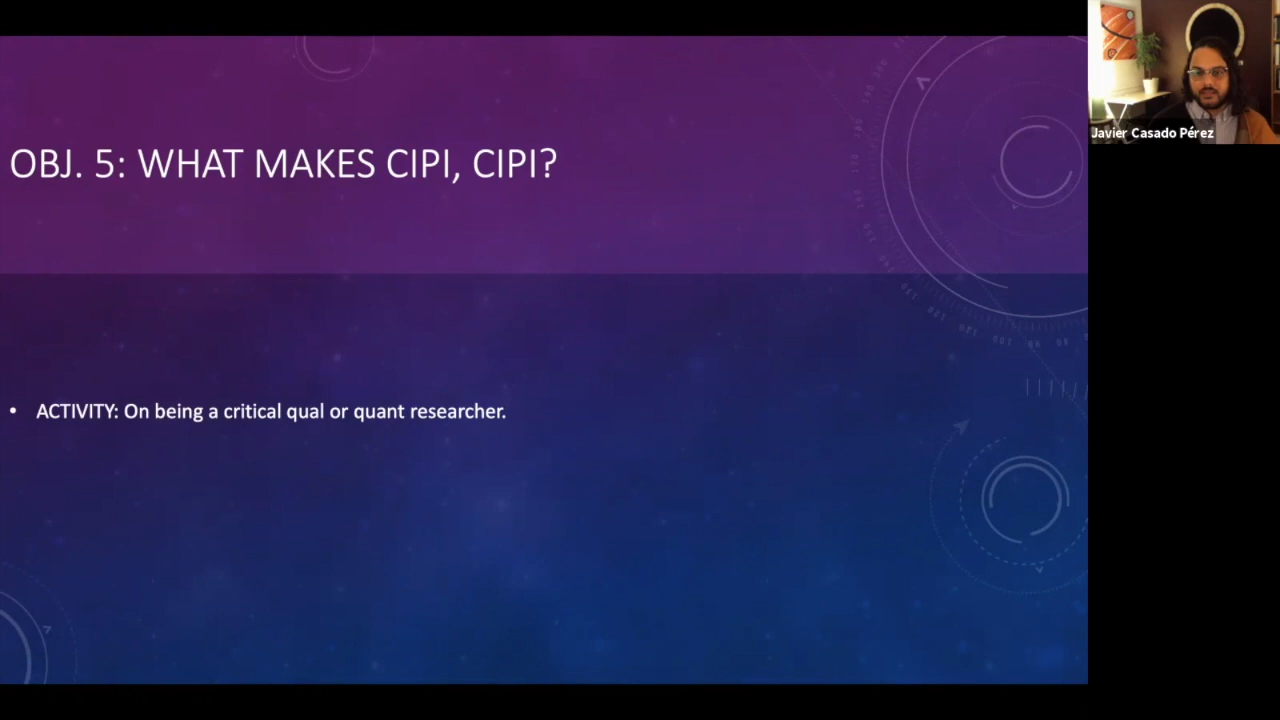 OBJ. 5: WHAT MAKES CIPI, CIPI?
• ACTIVITY: On being a critical qual or quant researcher.
Javier Casado Pérez